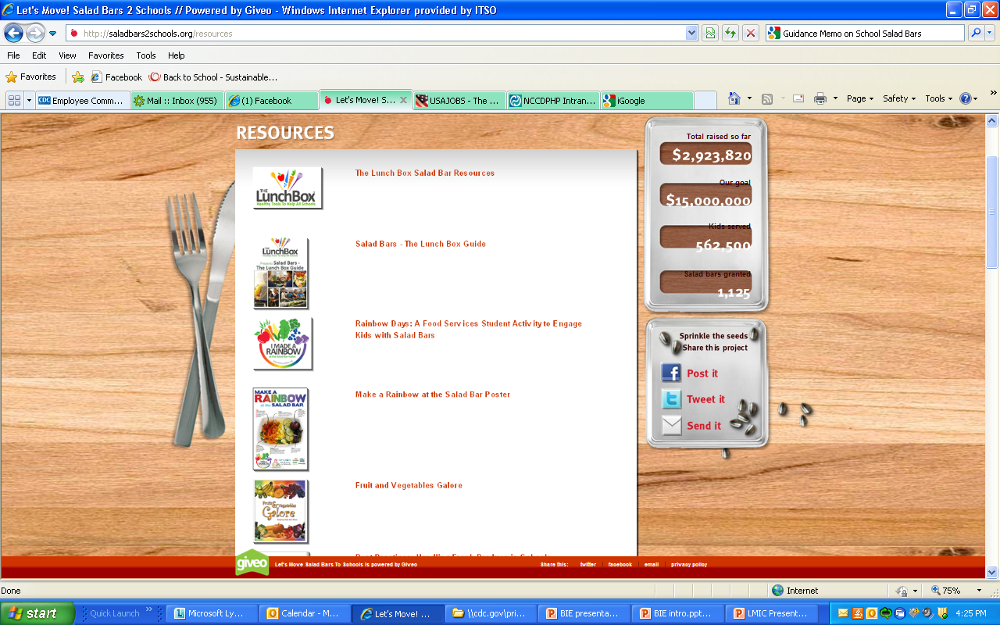 Let's Move! Salad Bars 2 Schools // Powered by Giveo - Windows Internet Explorer provided by ITSO
http://saladbars2schools.org/resources
Guidance Memo on School Salad Bars
File Edit View Favorites Tools Help
Favorites Facebook Back to School - Sustainable...
CDC Employee Comm... Mail :: Inbox (955) (1) Facebook Let's Move! S... USAJOBS - The ... NCCDPHP Intran... iGoogle
Page Safety Tools
RESOURCES
THE LUNCHBOX
Healthy Tools To Help All Schools
The Lunch Box Salad Bar Resources
LUNCHBOX
Salad Bars -
The Lunch Box Guide
Salad Bars - The Lunch Box Guide
I MADE A
RAINBOW
Rainbow Days: A Food Services Student Activity to Engage
Kids with Salad Bars
MAKE A
RAINBOW
at the SALAD BAR
Make a Rainbow at the Salad Bar Poster
Fruits & Vegetables
Galore
Fruit and Vegetables Galore
Total raised so far
$2,923,820
Our goal
$15,000,000
Kids served
562,500
Salad bars granted
1,125
Sprinkle the seeds
Share this project
Post it
Tweet it
Send it
giveo Let's Move Salad Bars To Schools is powered by Giveo Share this: twitter | facebook | email | privacy policy
Done Internet 75%
start Quick Launch Microsoft Ly... Calendar - M... Let's Move! ... \\cdc.gov\pri... BIE presenta... BIE intro.ppt... LMIC Present... 4:25 PM